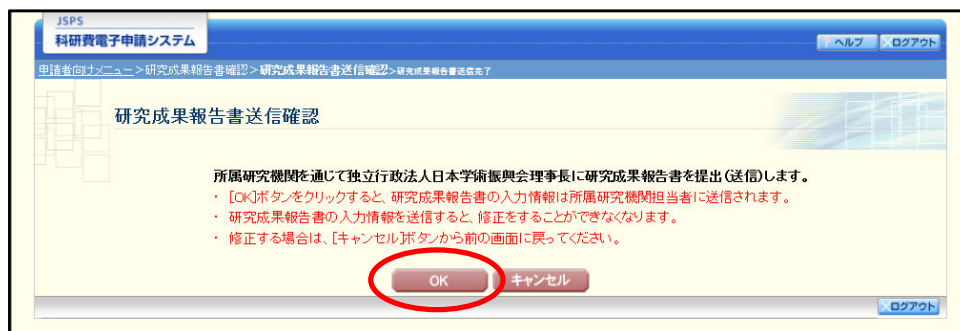 JSPS
科研費電子申請システム
? ヘルプ ×ログアウト
申請者向けメニュー>研究成果報告書確認>研究成果報告書送信確認>研究成果報告書送信完了
研究成果報告書送信確認
所属研究機関を通じて独立行政法人日本学術振興会理事長に研究成果報告書を提出(送信)します。
・ [OK]ボタンをクリックすると、研究成果報告書の入力情報は所属研究機関担当者に送信されます。
・ 研究成果報告書の入力情報を送信すると、修正をすることができなくなります。
・ 修正する場合は、[キャンセル]ボタンから前の画面に戻ってください。
OK キャンセル
×ログアウト